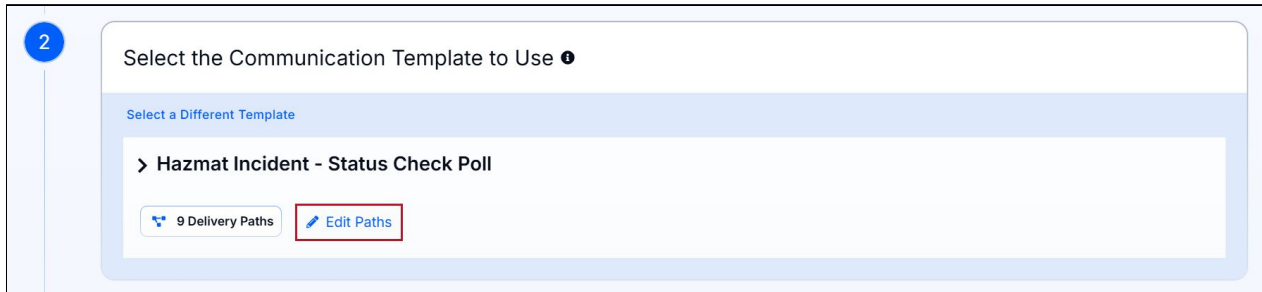 2
Select the Communication Template to Use
Select a Different Template
Hazmat Incident - Status Check Poll
9 Delivery Paths Edit Paths